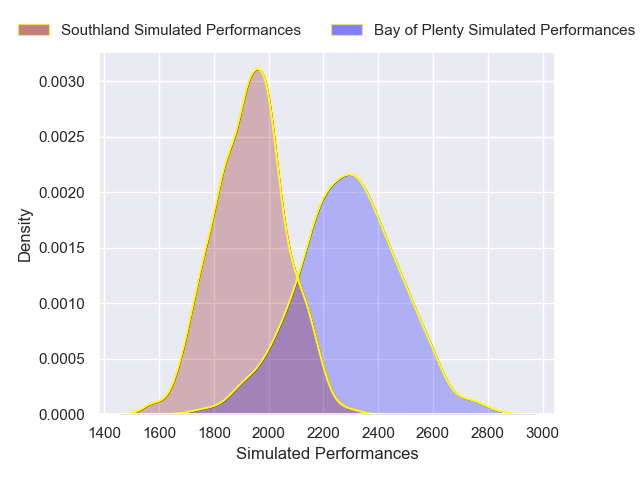 Southland Simulated Performances Bay of Plenty Simulated Performances
0.0030
0.0025
0.0020
0.0015
0.0010
0.0005
0.0000
Density
1400 1600 1800 2000 2200 2400 2600 2800 3000
Simulated Performances